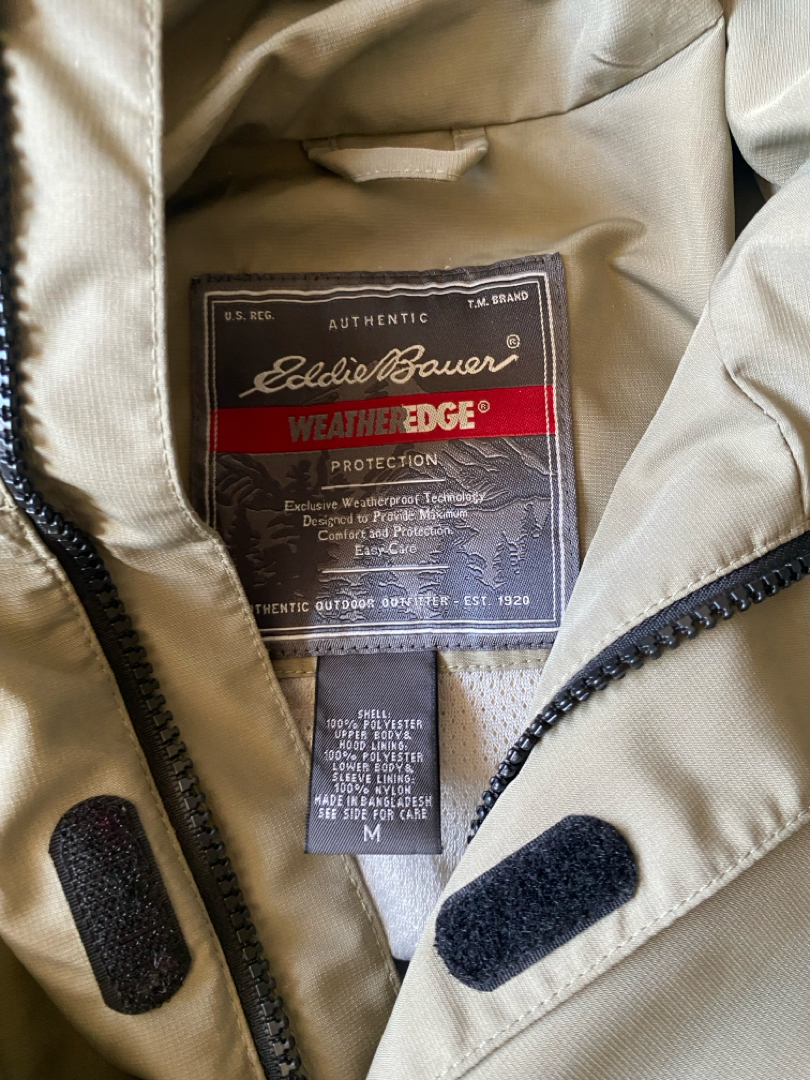 U.S. REG.
T.M. BRAND
AUTHENTIC
Eddie Bauer®
WEATHEREDGE®
PROTECTION
Exclusive Weatherproof Technology
Designed to Provide Maximum
Comfort and Protection.
Easy Care
THENTIC OUTDOOR OUTFITTER - EST. 1920
SHELL:
100% POLYESTER
UPPER BODY&
HOOD LINING:
100% POLYESTER
LOWER BODY&
SLEEVE LINING:
100% NYLON
MADE IN BANGLADESH
SEE SIDE FOR CARE
M